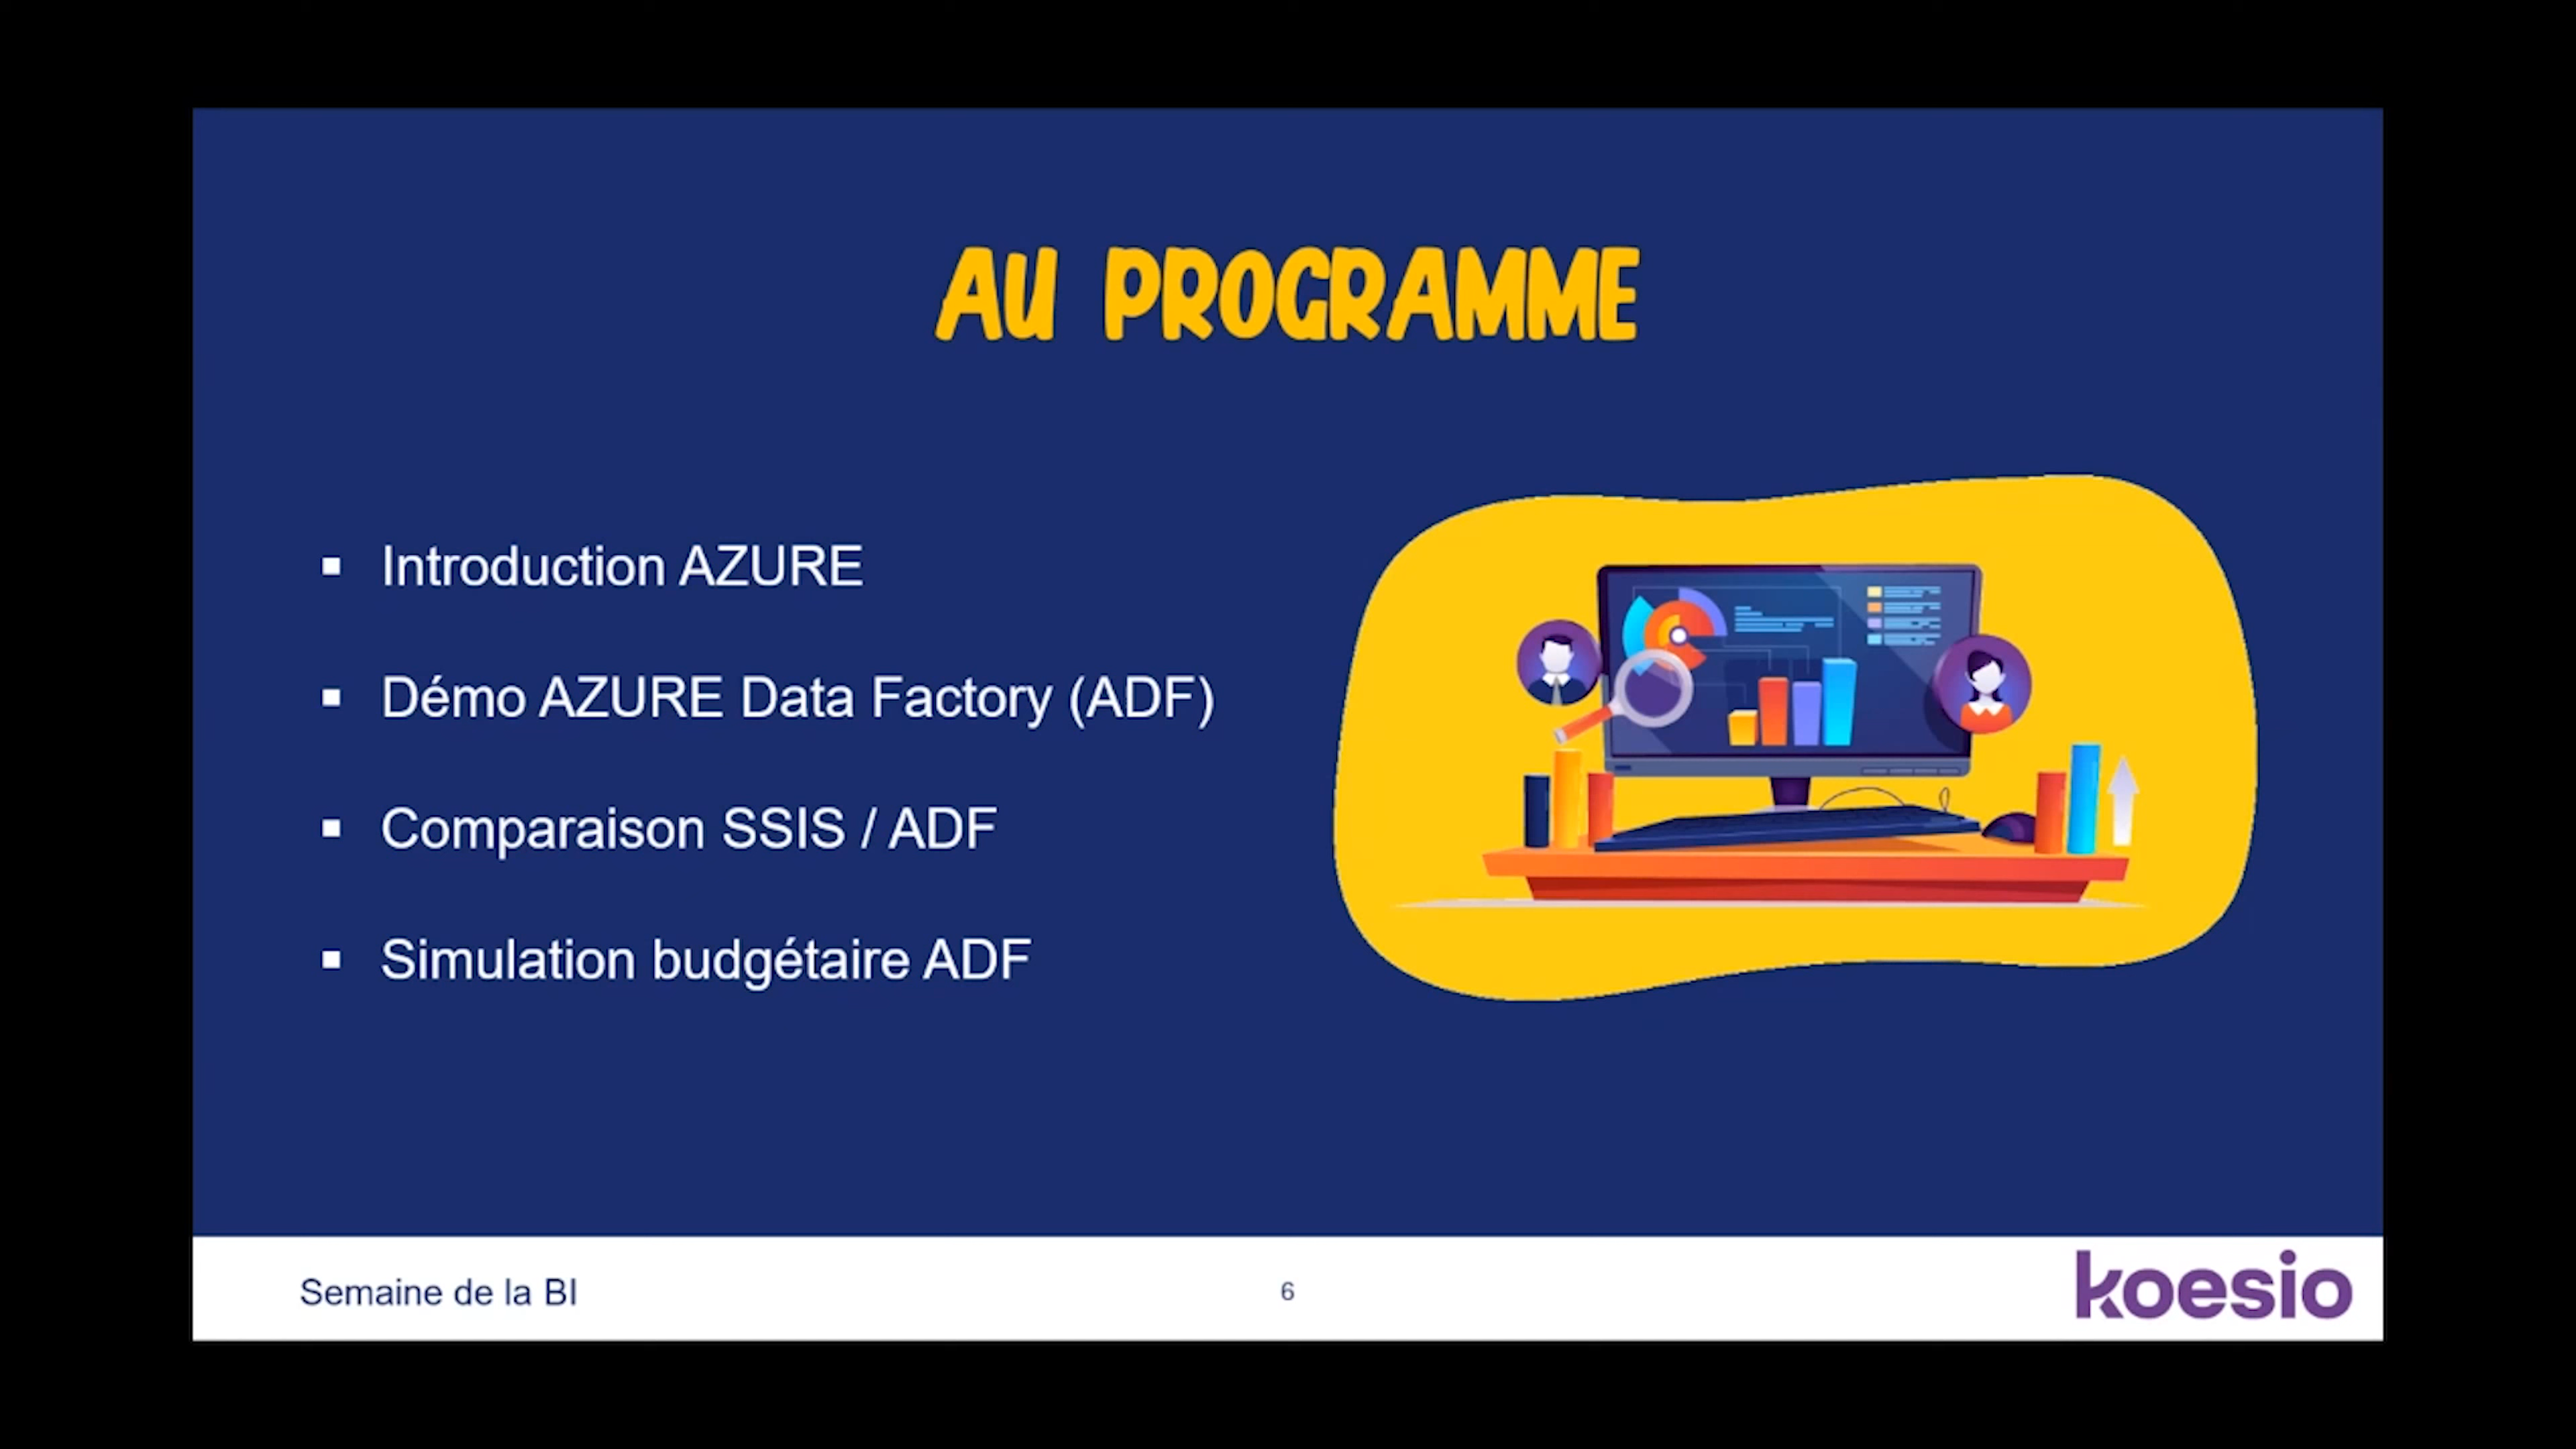 AU PROGRAMME
Introduction AZURE
Démo AZURE Data Factory (ADF)
Comparaison SSIS / ADF
Simulation budgétaire ADF
Semaine de la BI
6
koesio